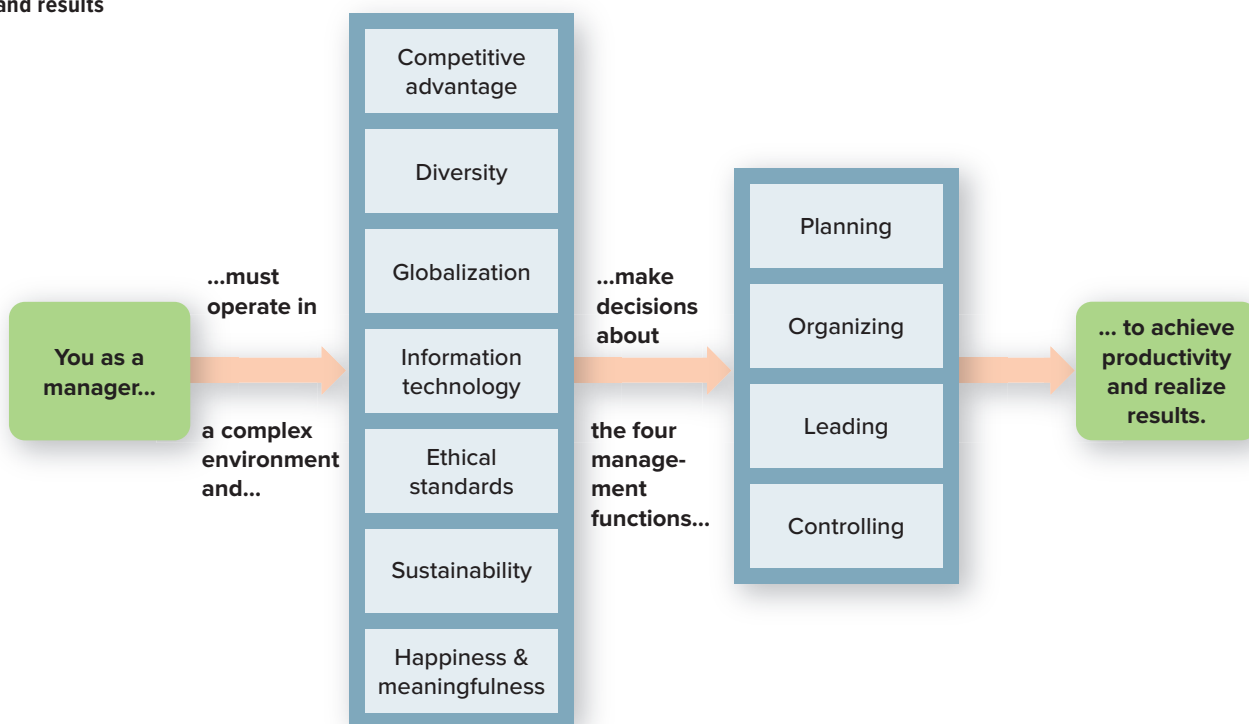 and results
You as a
manager...
...must
operate in
a complex
environment
and...
Competitive
advantage
Diversity
Globalization
Information
technology
Ethical
standards
Sustainability
Happiness &
meaningfulness
...make
decisions
about
the four
manage-
ment
functions...
Planning
Organizing
Leading
Controlling
... to achieve
productivity
and realize
results.